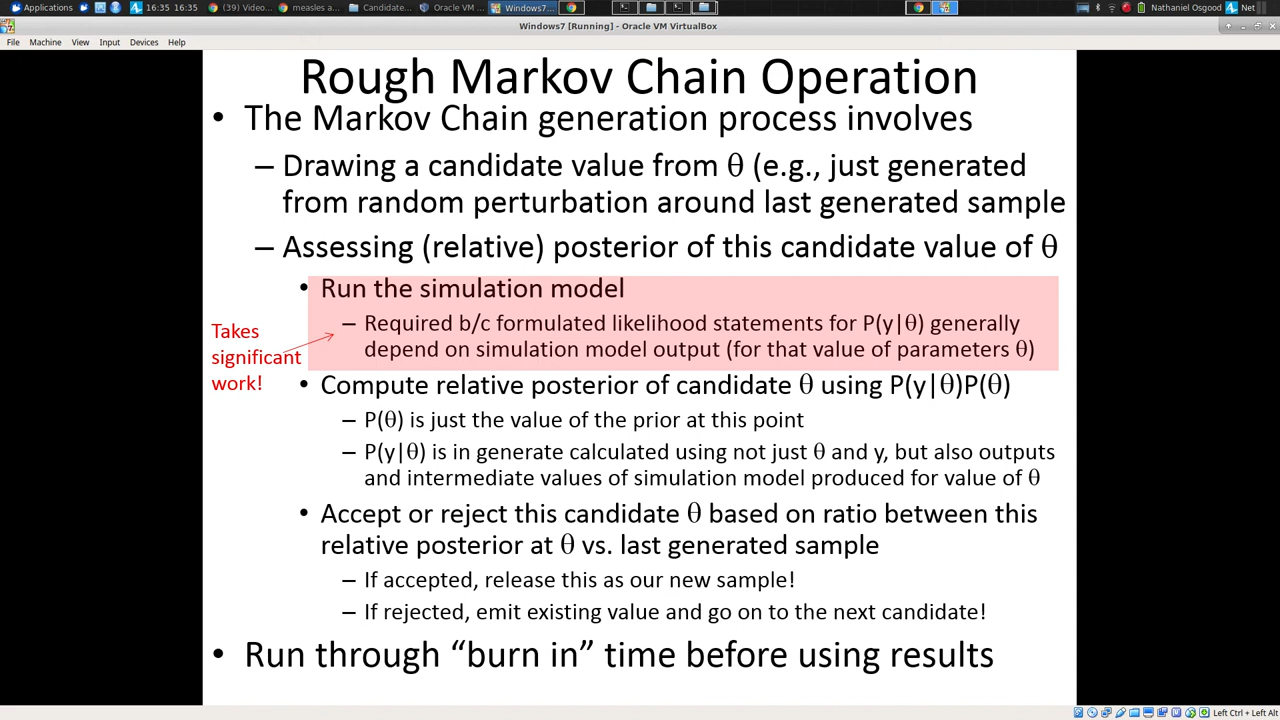 Applications
16:35 16:35
(39) Video...
measles a...
Candidate...
Oracle VM ...
Windows7...
Nathaniel Osgood
Net
Windows7 [Running] - Oracle VM VirtualBox
File Machine View Input Devices Help
Rough Markov Chain Operation
• The Markov Chain generation process involves
– Drawing a candidate value from θ (e.g., just generated
from random perturbation around last generated sample
– Assessing (relative) posterior of this candidate value of θ
• Run the simulation model
– Required b/c formulated likelihood statements for P(y|θ) generally
depend on simulation model output (for that value of parameters θ)
Takes
significant
work!
• Compute relative posterior of candidate θ using P(y|θ)P(θ)
– P(θ) is just the value of the prior at this point
– P(y|θ) is in generate calculated using not just θ and y, but also outputs
and intermediate values of simulation model produced for value of θ
• Accept or reject this candidate θ based on ratio between this
relative posterior at θ vs. last generated sample
– If accepted, release this as our new sample!
– If rejected, emit existing value and go on to the next candidate!
• Run through “burn in” time before using results
Left Ctrl + Left Alt